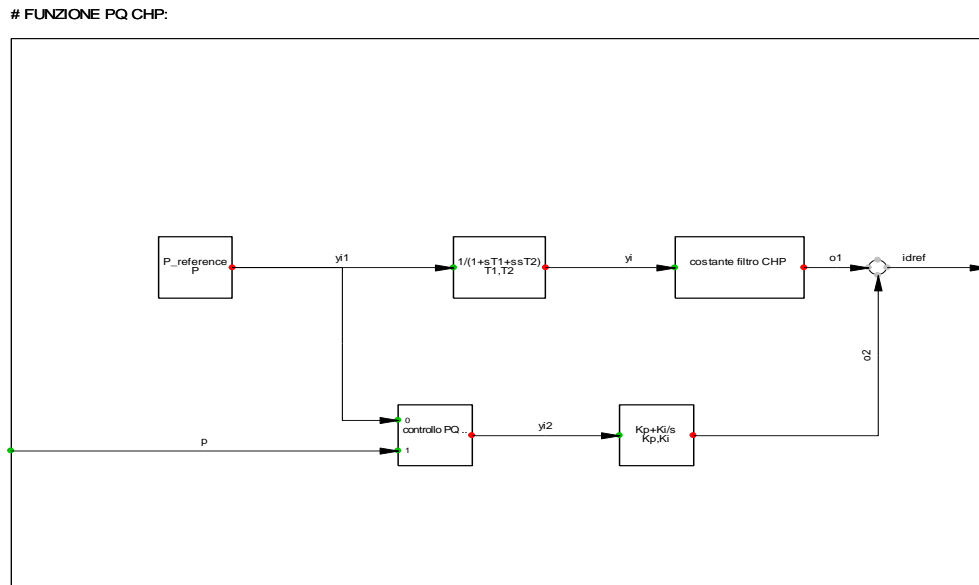 # FUNZIONE PQ CHP:
P_reference
P
yi1
1/(1+sT1+ssT2)
T1,T2
yi
costante filtro CHP
o1
idref
o2
p
0
controllo PQ ..
1
yi2
Kp+Ki/s
Kp,Ki